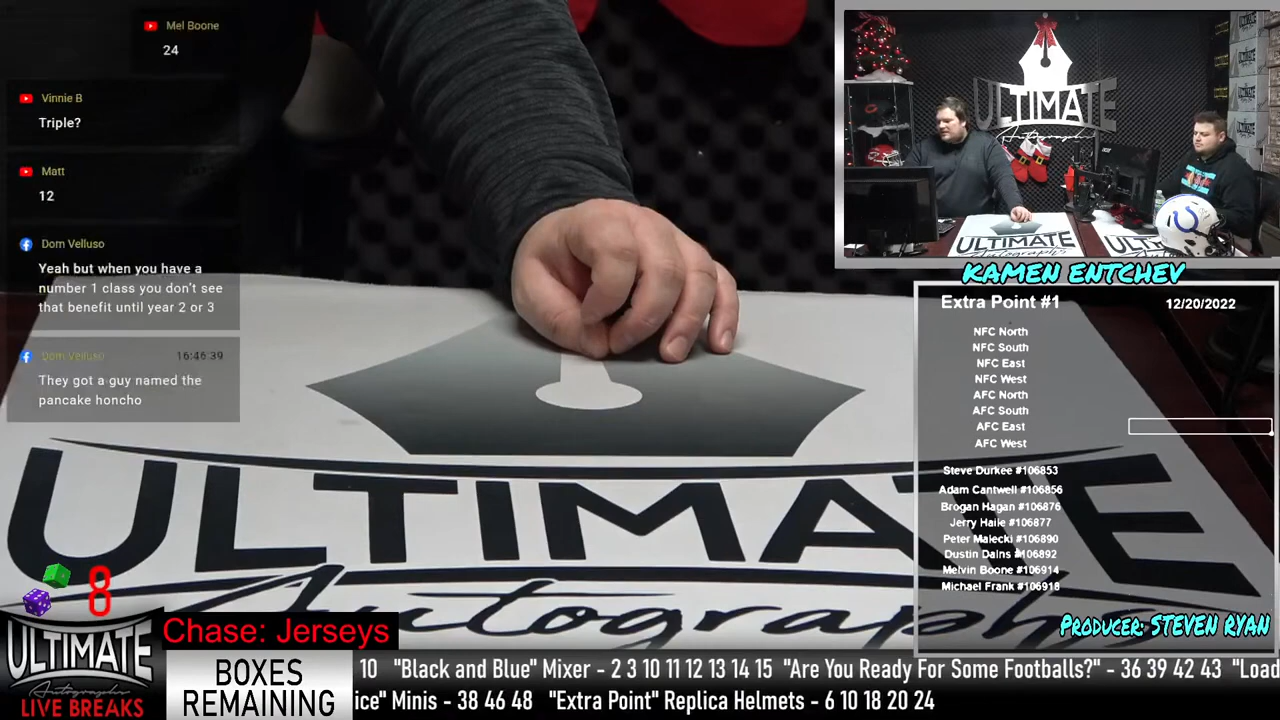 Mel Boone
24
Vinnie B
Triple?
Matt
12
Dom Velluso
Yeah but when you have a
number 1 class you don't see
that benefit until year 2 or 3
Dom Velluso 16:46:39
They got a guy named the
pancake honcho
ULTIMATE
Autographs
ULTIMATE
Autographs
ULTIMATE
Autographs
KAMEN ENTCHEV
Extra Point #1 12/20/2022
NFC North
NFC South
NFC East
NFC West
AFC North
AFC South
AFC East
AFC West
Steve Durkee #106853
Adam Cantwell #106856
Brogan Hagan #106876
Jerry Haile #106877
Peter Malecki #106890
Dustin Dains #106892
Melvin Boone #106914
Michael Frank #106918
PRODUCER: STEVEN RYAN
8
ULTIMATE
Autographs
LIVE BREAKS
Chase: Jerseys
BOXES
REMAINING
10 "Black and Blue" Mixer - 2 3 10 11 12 13 14 15 "Are You Ready For Some Footballs?" - 36 39 42 43 "Load
ice" Minis - 38 46 48 "Extra Point" Replica Helmets - 6 10 18 20 24